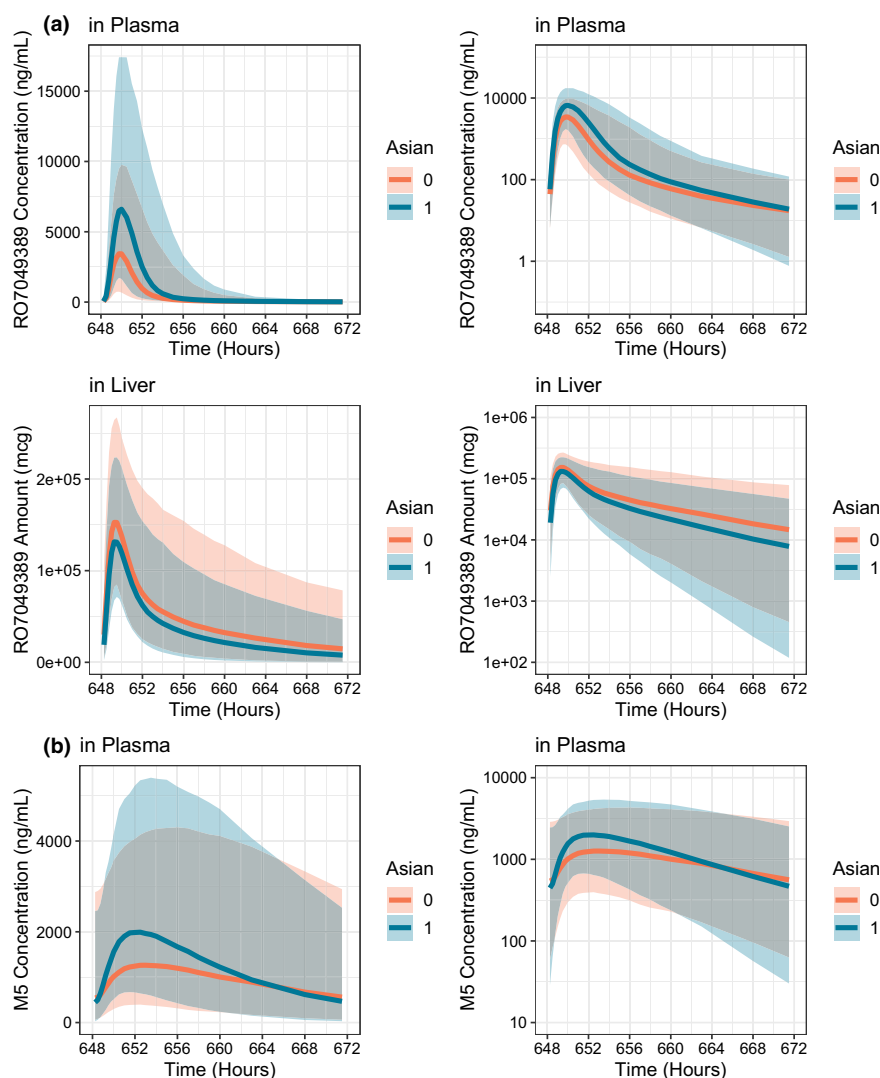 (a) in Plasma
RO7049389 Concentration (ng/mL)
15000
10000
5000
0
648 652 656 660 664 668 672
Time (Hours)
Asian
0
1
in Plasma
RO7049389 Concentration (ng/mL)
10000
100
1
648 652 656 660 664 668 672
Time (Hours)
Asian
0
1
in Liver
RO7049389 Amount (mcg)
2e+05
1e+05
0e+00
648 652 656 660 664 668 672
Time (Hours)
Asian
0
1
in Liver
RO7049389 Amount (mcg)
1e+06
1e+05
1e+04
1e+03
1e+02
648 652 656 660 664 668 672
Time (Hours)
Asian
0
1
(b) in Plasma
M5 Concentration (ng/mL)
4000
2000
0
648 652 656 660 664 668 672
Time (Hours)
Asian
0
1
in Plasma
M5 Concentration (ng/mL)
10000
1000
100
10
648 652 656 660 664 668 672
Time (Hours)
Asian
0
1